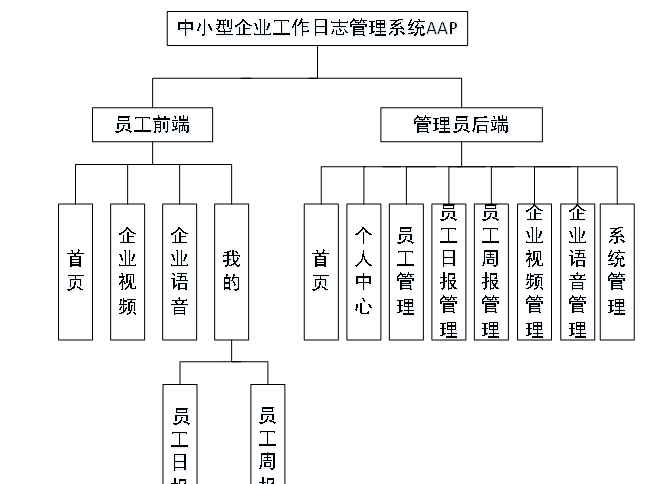 中小型企业工作日志管理系统AAP
员工前端
管理员后端
首页
企业视频
企业语音
我的
首页
个人中心
员工管理
员工日报管理
员工周报管理
企业视频管理
企业语音管理
系统管理
员工日报
员工周报